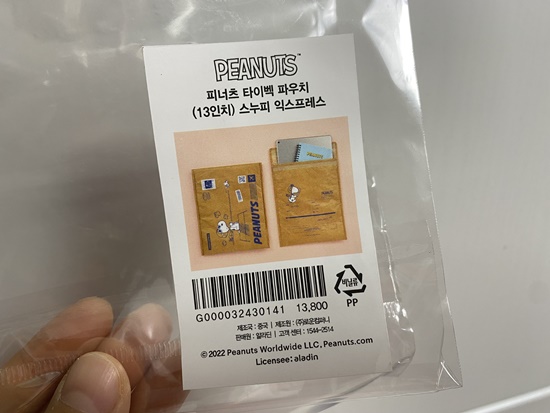 PEANUTS™
피너츠 타이벡 파우치
(13인치) 스누피 익스프레스
PEANUTS
G000032430141 13,800
비닐류
PP
제조국 : 중국 | 제조원 : (주)로운컴퍼니
판매원 : 알라딘 | 고객 센터 : 1544-2514
© 2022 Peanuts Worldwide LLC, Peanuts.com
Licensee: aladin